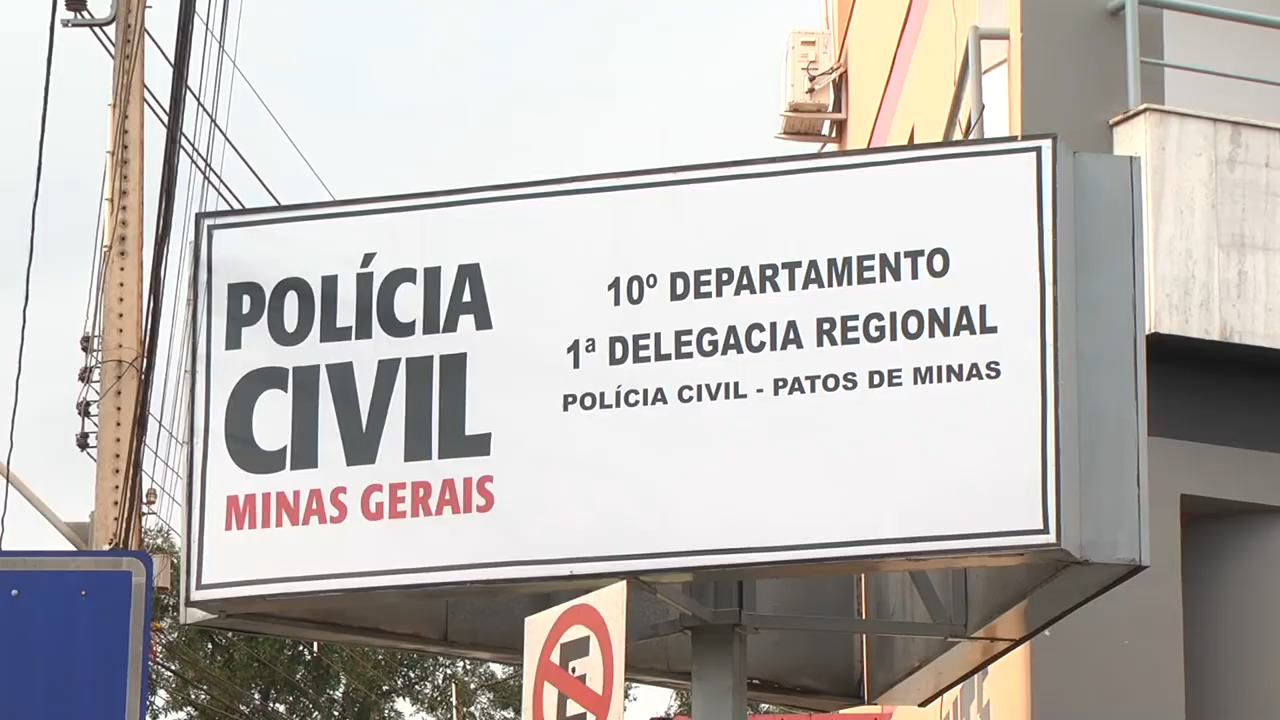 POLÍCIA
CIVIL
MINAS GERAIS
10º DEPARTAMENTO
1ª DELEGACIA REGIONAL
POLÍCIA CIVIL - PATOS DE MINAS
E